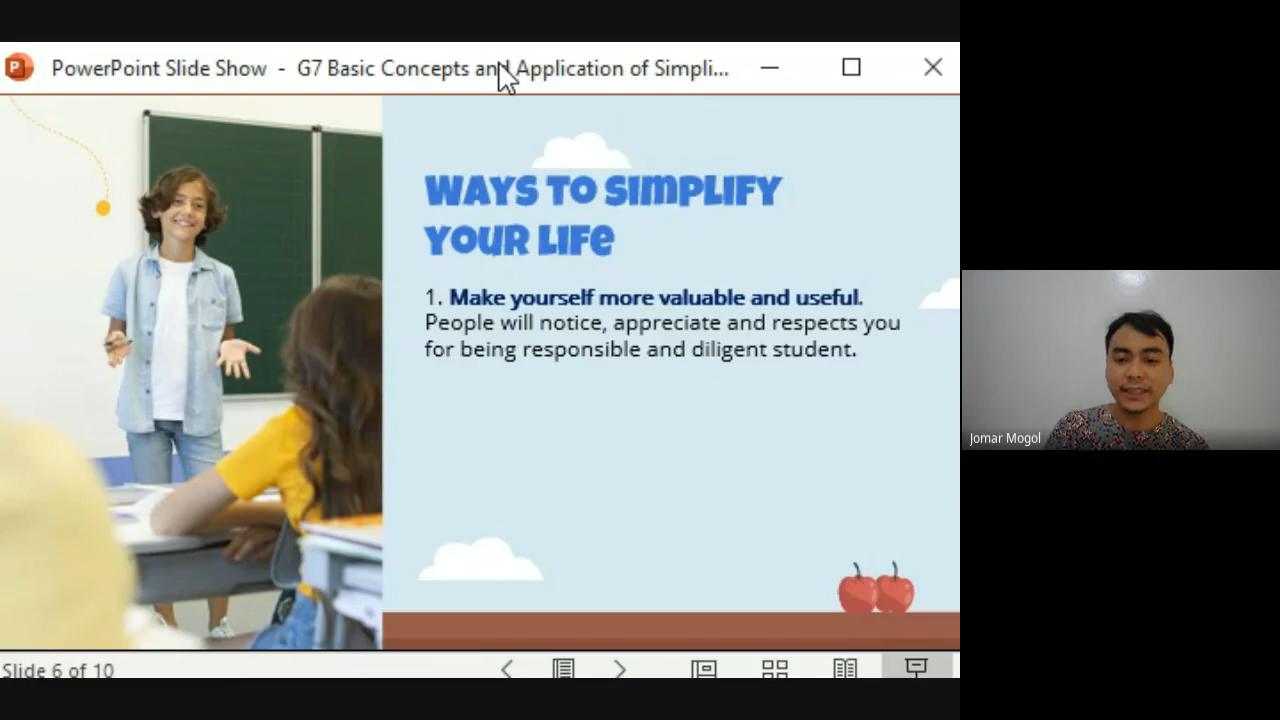 P PowerPoint Slide Show - G7 Basic Concepts and Application of Simpli...
WAYS TO SIMPLIFY
YOUR LIFE
1. Make yourself more valuable and useful.
People will notice, appreciate and respects you
for being responsible and diligent student.
Jomar Mogol
Slide 6 of 10